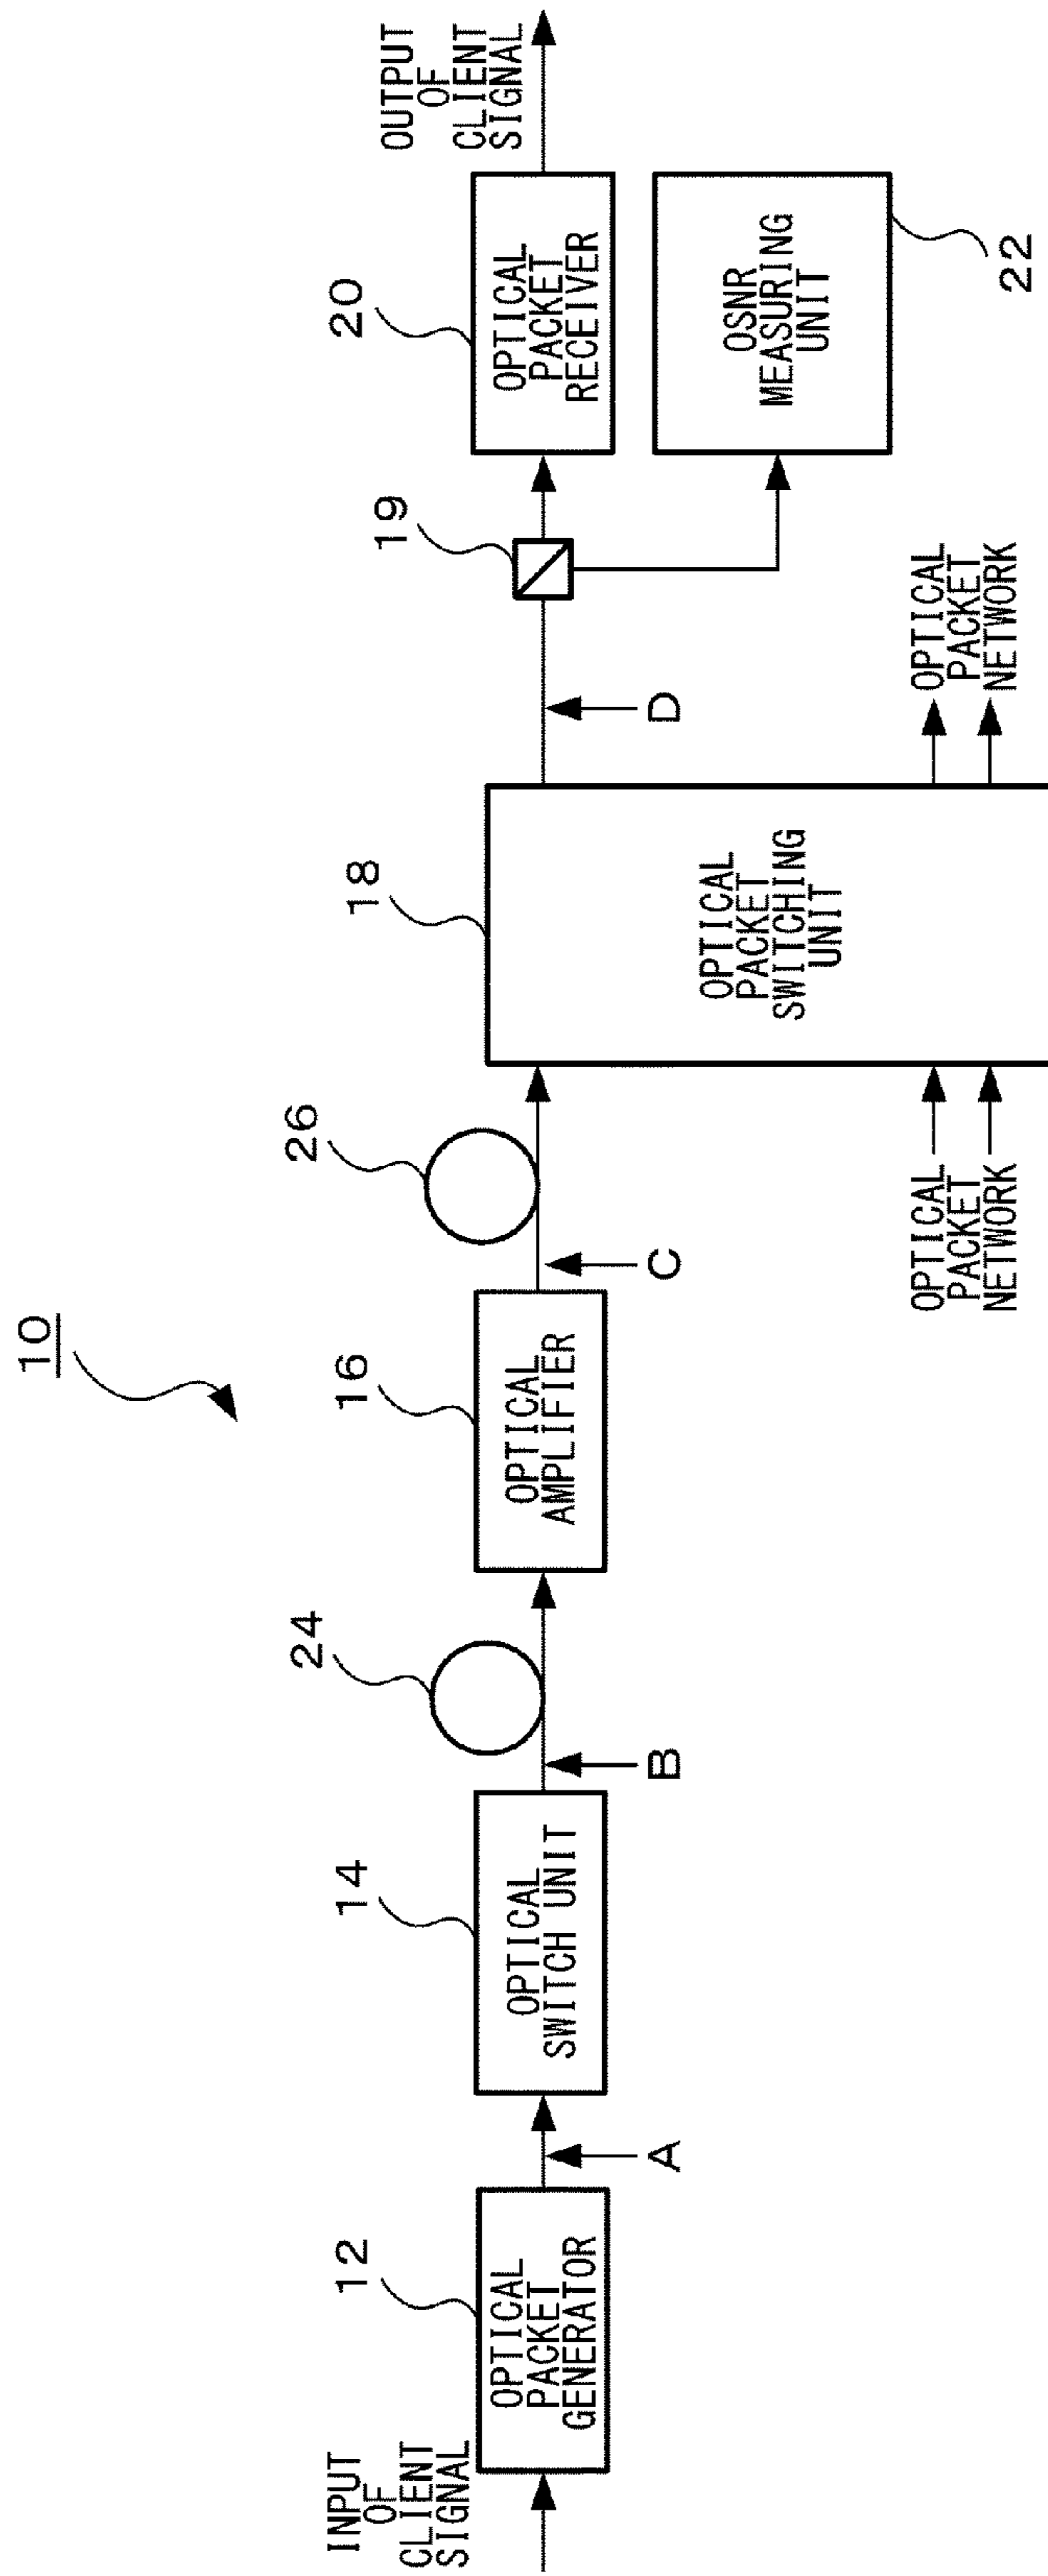 10
INPUT
OF
CLIENT
SIGNAL
12
OPTICAL
PACKET
GENERATOR
A
14
OPTICAL
SWITCH UNIT
B
24
16
OPTICAL
AMPLIFIER
C
26
18
OPTICAL
PACKET
SWITCHING
UNIT
OPTICAL
PACKET
NETWORK
OPTICAL
PACKET
NETWORK
D
19
20
OPTICAL
PACKET
RECEIVER
OUTPUT
OF
CLIENT
SIGNAL
OSNR
MEASURING
UNIT
22